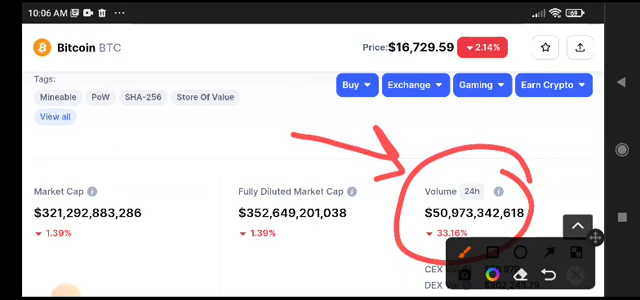 10:06 AM
69
Bitcoin BTC
Price:$16,729.59 2.14%
Tags:
Mineable PoW SHA-256 Store Of Value
View all
Buy Exchange Gaming Earn Crypto
Market Cap
$321,292,883,286
1.39%
Fully Diluted Market Cap
$352,649,201,038
1.39%
Volume 24h
$50,973,342,618
33.16%
CEX
DEX